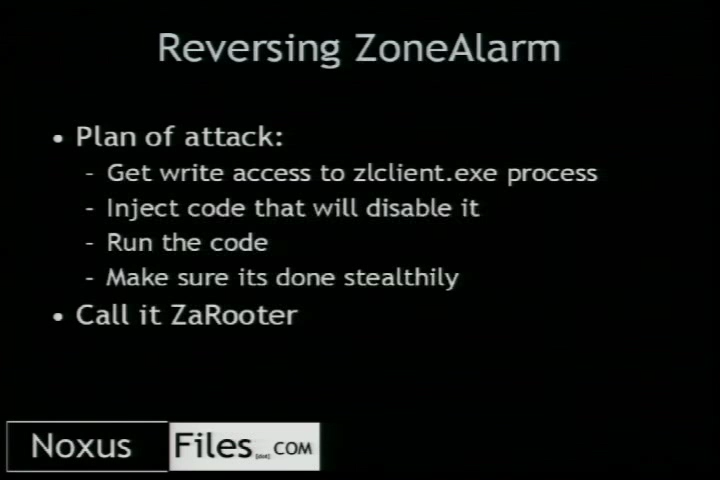 Reversing ZoneAlarm
• Plan of attack:
- Get write access to zlclient.exe process
- Inject code that will disable it
- Run the code
- Make sure its done stealthily
• Call it ZaRooter
Noxus Files[dot]COM